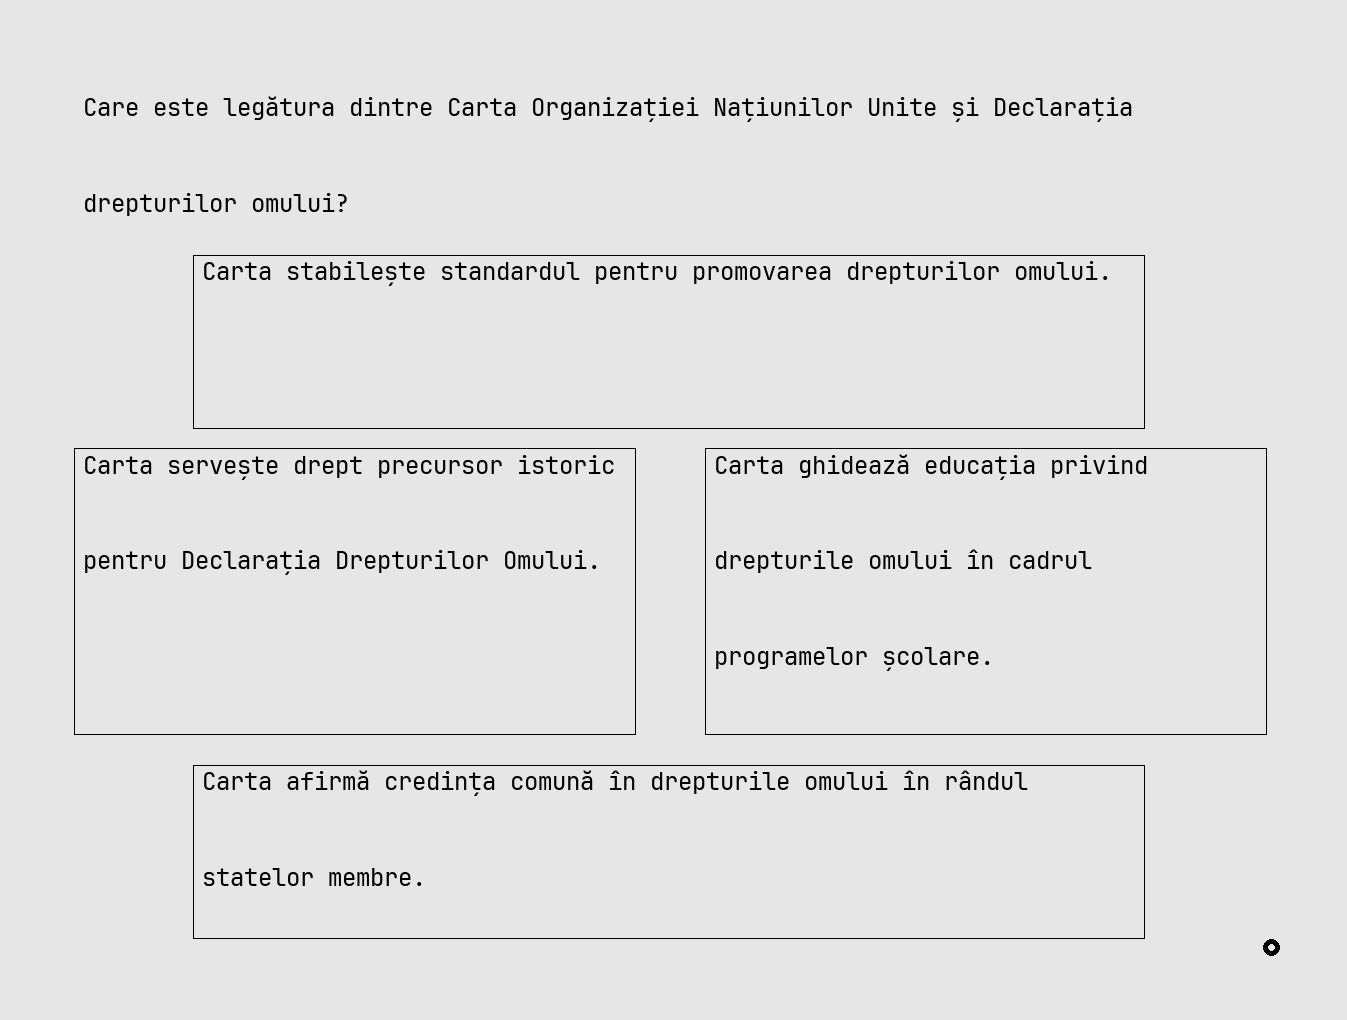 Care este legătura dintre Carta Organizației Națiunilor Unite și Declarația
drepturilor omului?
Carta stabilește standardul pentru promovarea drepturilor omului.
Carta servește drept precursor istoric
pentru Declarația Drepturilor Omului.
Carta ghidează educația privind
drepturile omului în cadrul
programelor școlare.
Carta afirmă credința comună în drepturile omului în rândul
statelor membre.